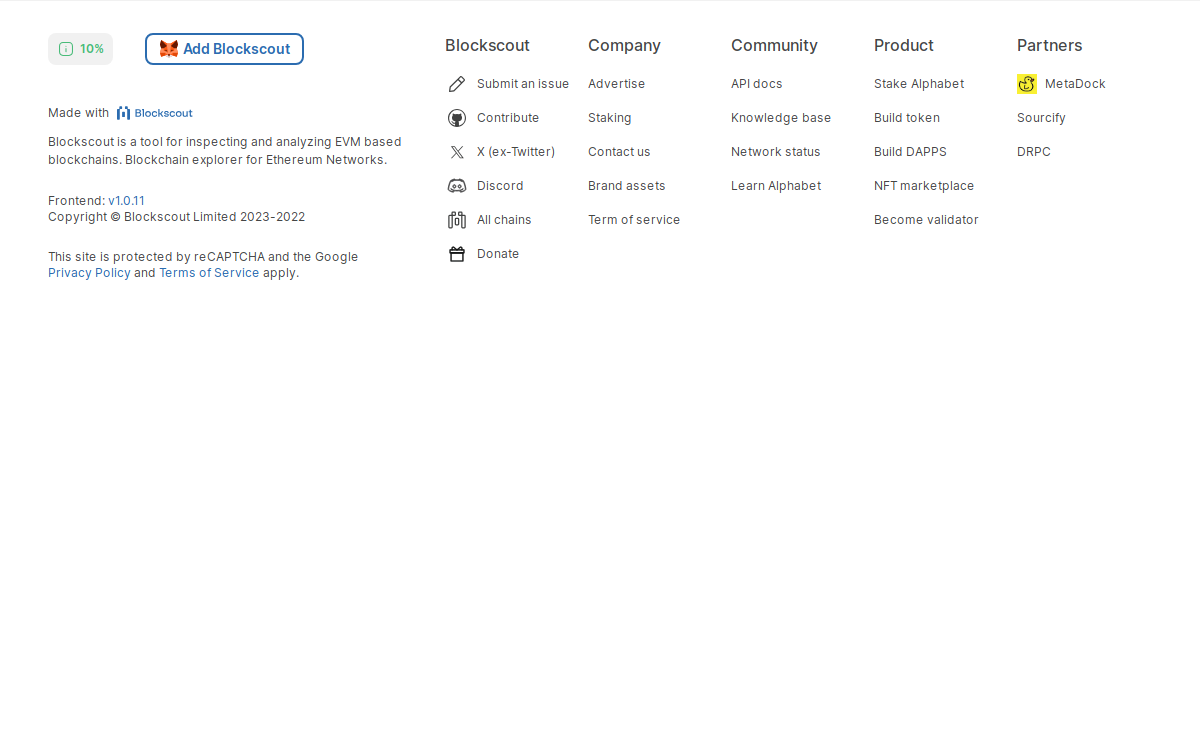 10%
Add Blockscout
Made with Blockscout
Blockscout is a tool for inspecting and analyzing EVM based
blockchains. Blockchain explorer for Ethereum Networks.
Frontend: v1.0.11
Copyright © Blockscout Limited 2023-2022
This site is protected by reCAPTCHA and the Google
Privacy Policy and Terms of Service apply.
Blockscout
Submit an issue
Contribute
X (ex-Twitter)
Discord
All chains
Donate
Company
Advertise
Staking
Contact us
Brand assets
Term of service
Community
API docs
Knowledge base
Network status
Learn Alphabet
Product
Stake Alphabet
Build token
Build DAPPS
NFT marketplace
Become validator
Partners
MetaDock
Sourcify
DRPC